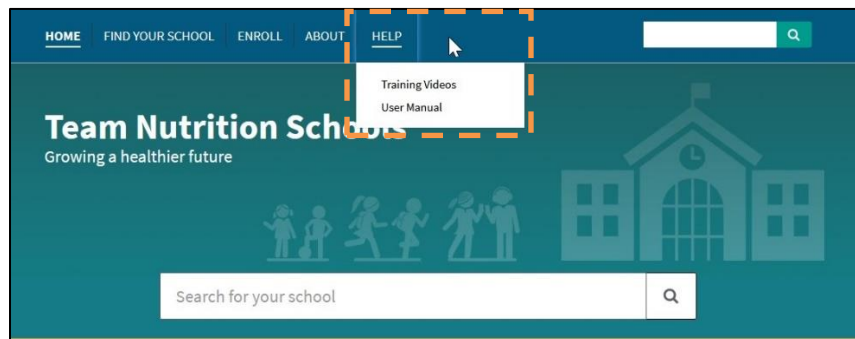 HOME FIND YOUR SCHOOL ENROLL ABOUT HELP
Training Videos
User Manual
Team Nutrition Schools
Growing a healthier future
Search for your school